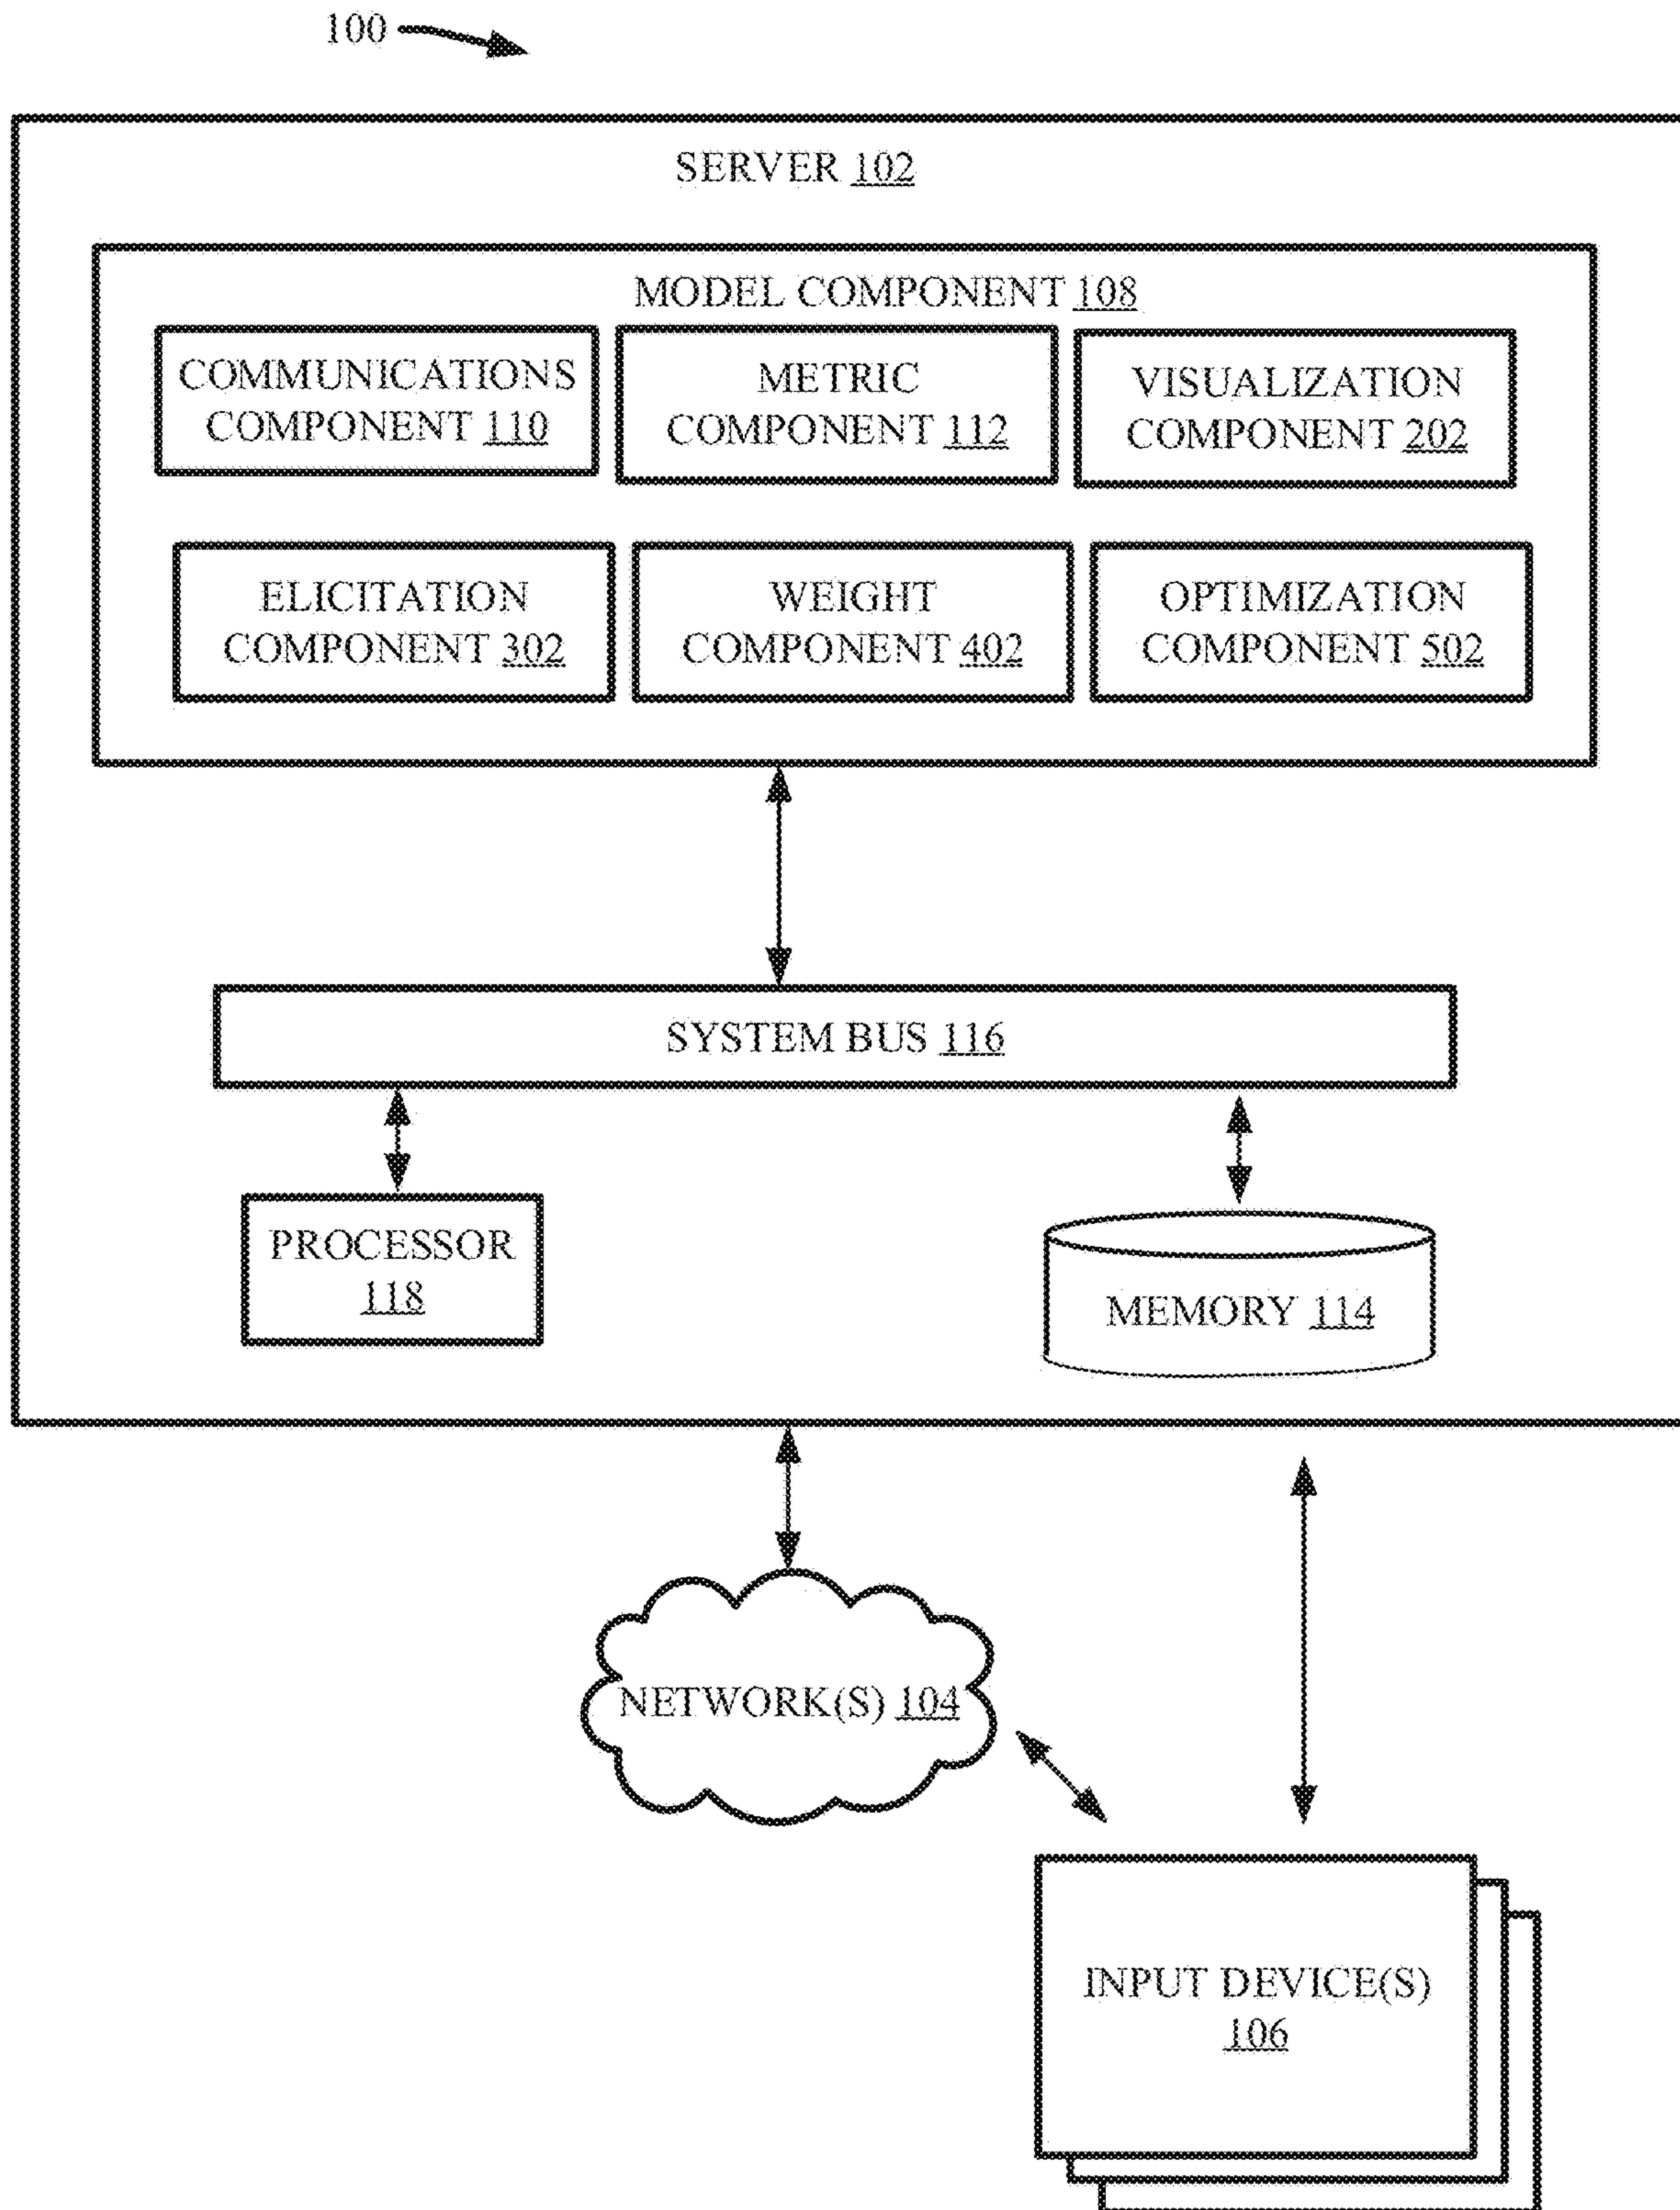 100
SERVER 102
MODEL COMPONENT 108
COMMUNICATIONS
COMPONENT 110
METRIC
COMPONENT 112
VISUALIZATION
COMPONENT 202
ELICITATION
COMPONENT 302
WEIGHT
COMPONENT 402
OPTIMIZATION
COMPONENT 502
SYSTEM BUS 116
PROCESSOR
118
MEMORY 114
NETWORK(S) 104
INPUT DEVICE(S)
106